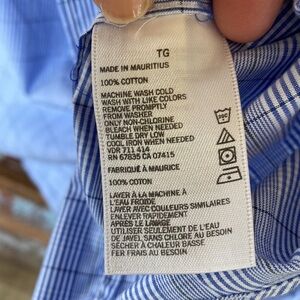 TG
MADE IN MAURITIUS
100% COTTON
MACHINE WASH COLD
WASH WITH LIKE COLORS
REMOVE PROMPTLY
FROM WASHER
ONLY NON-CHLORINE
BLEACH WHEN NEEDED
TUMBLE DRY LOW
COOL IRON WHEN NEEDED
VDR 711 414
RN 67835 CA 07415
FABRIQUÉ À MAURICE
100% COTTON
LAVER À LA MACHINE À
L'EAU FROIDE
LAVER AVEC COULEURS SIMILAIRES
ENLEVER RAPIDEMENT
APRÈS LE LAVAGE
UTILISER SEULEMENT DE L'EAU
DE JAVEL, SANS CHLORE AU BESOIN
SÉCHER À CHALEUR BASSE
FER FRAIS AU BESOIN